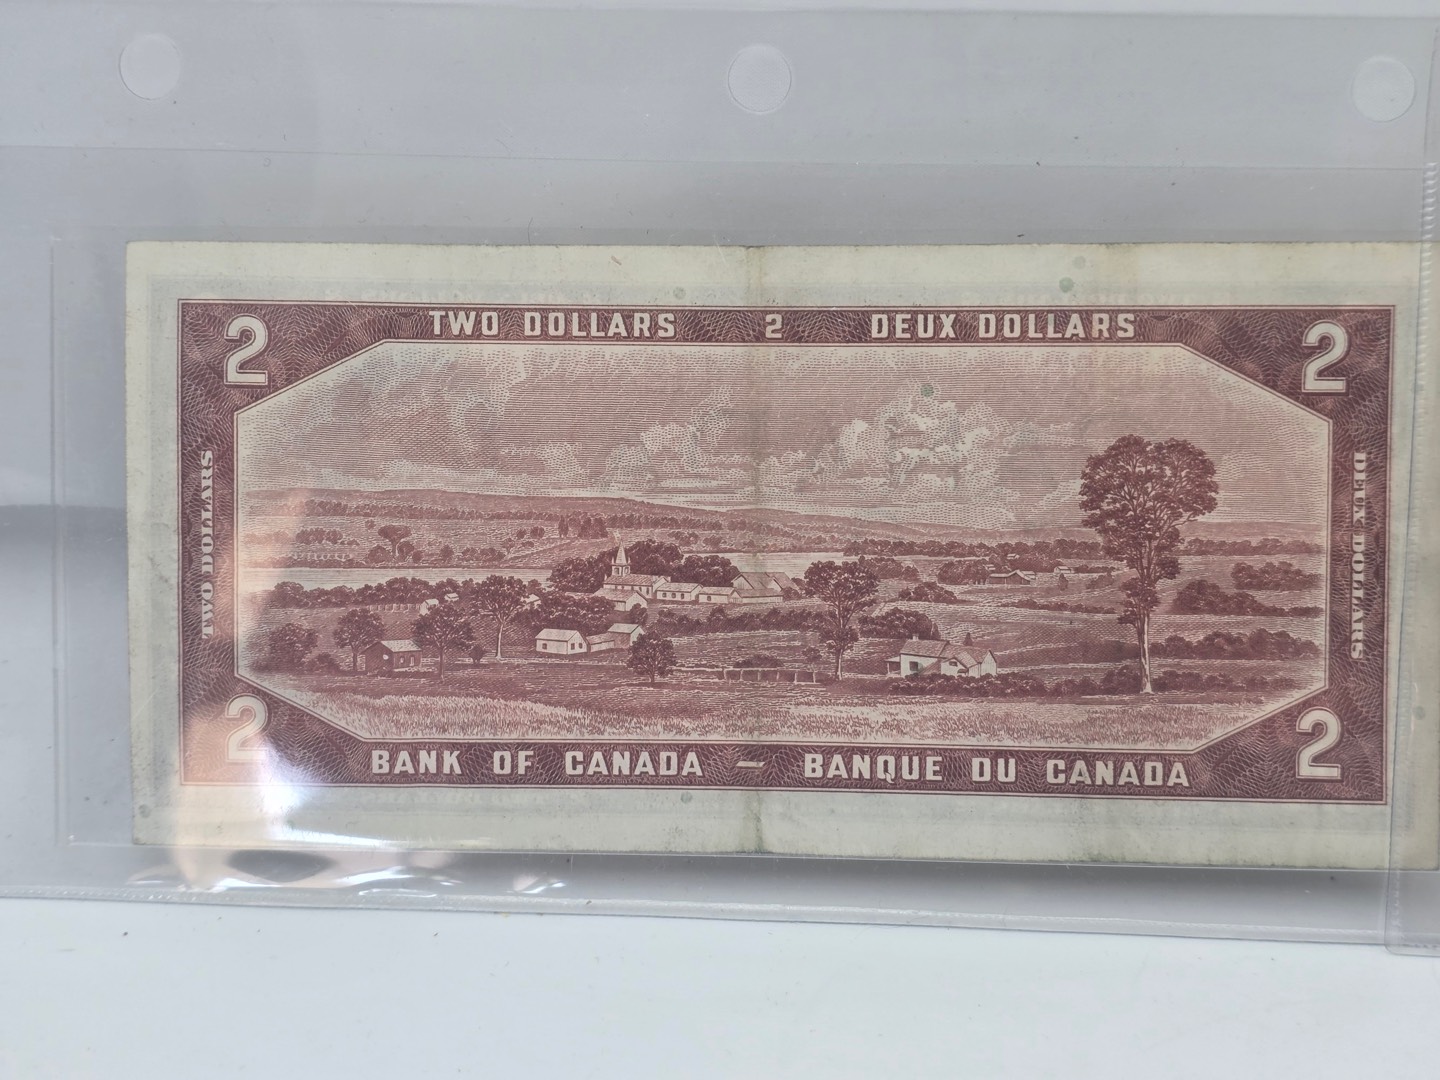 TWO DOLLARS 2 DEUX DOLLARS
2 2
TWO DOLLARS
DEUX DOLLARS
2 2
BANK OF CANADA — BANQUE DU CANADA